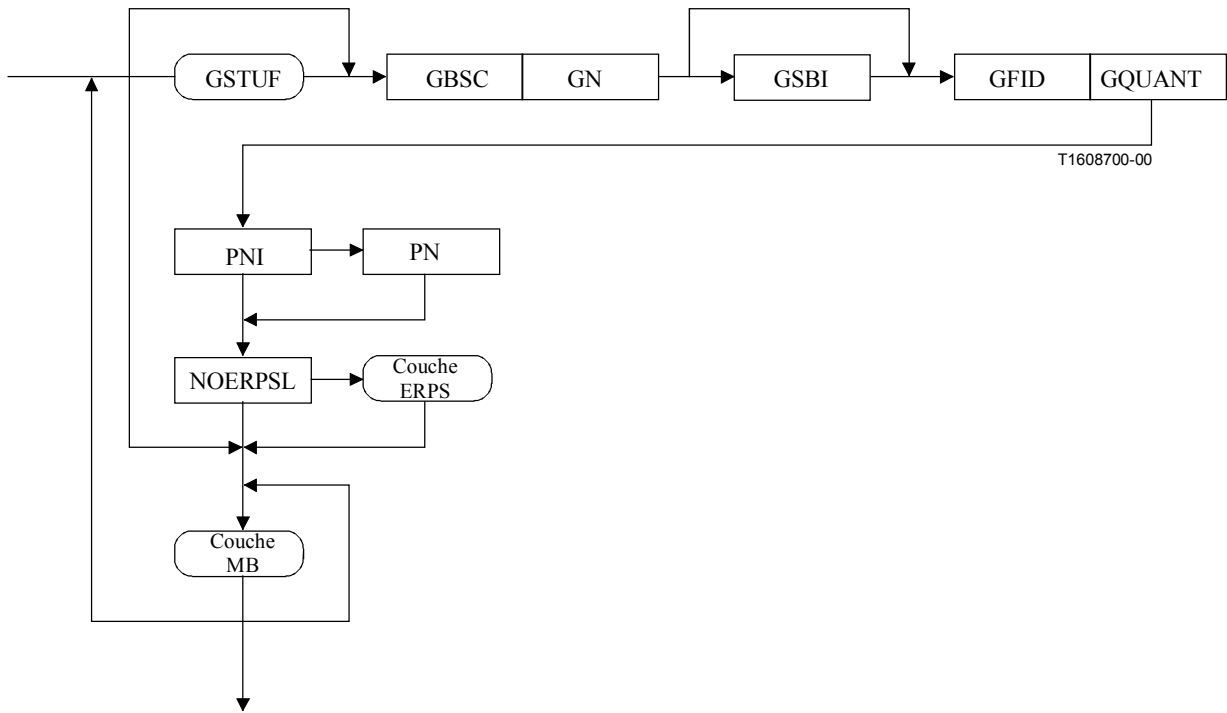 GSTUF
GBSC
GN
GSBI
GFID
GQUANT
T1608700-00
PNI
PN
NOERPSL
Couche
ERPS
Couche
MB